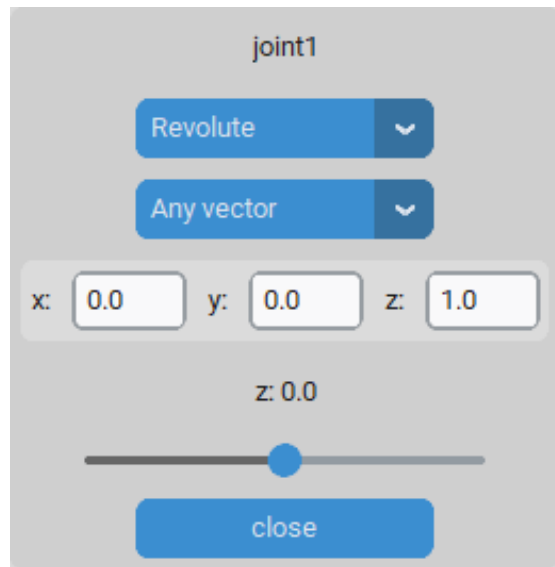 joint1
Revolute
Any vector
x: 0.0 y: 0.0 z: 1.0
z: 0.0
close